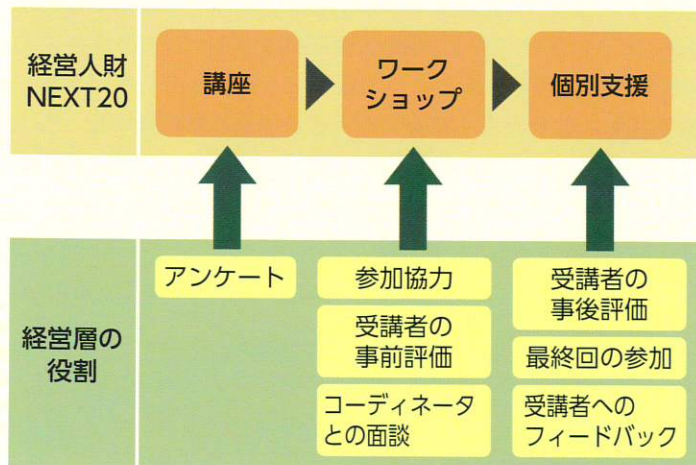 経営人財
NEXT20
講座
ワーク
ショップ
個別支援
経営層の
役割
アンケート
参加協力
受講者の
事前評価
コーディネータ
との面談
受講者の
事後評価
最終回の参加
受講者への
フィードバック